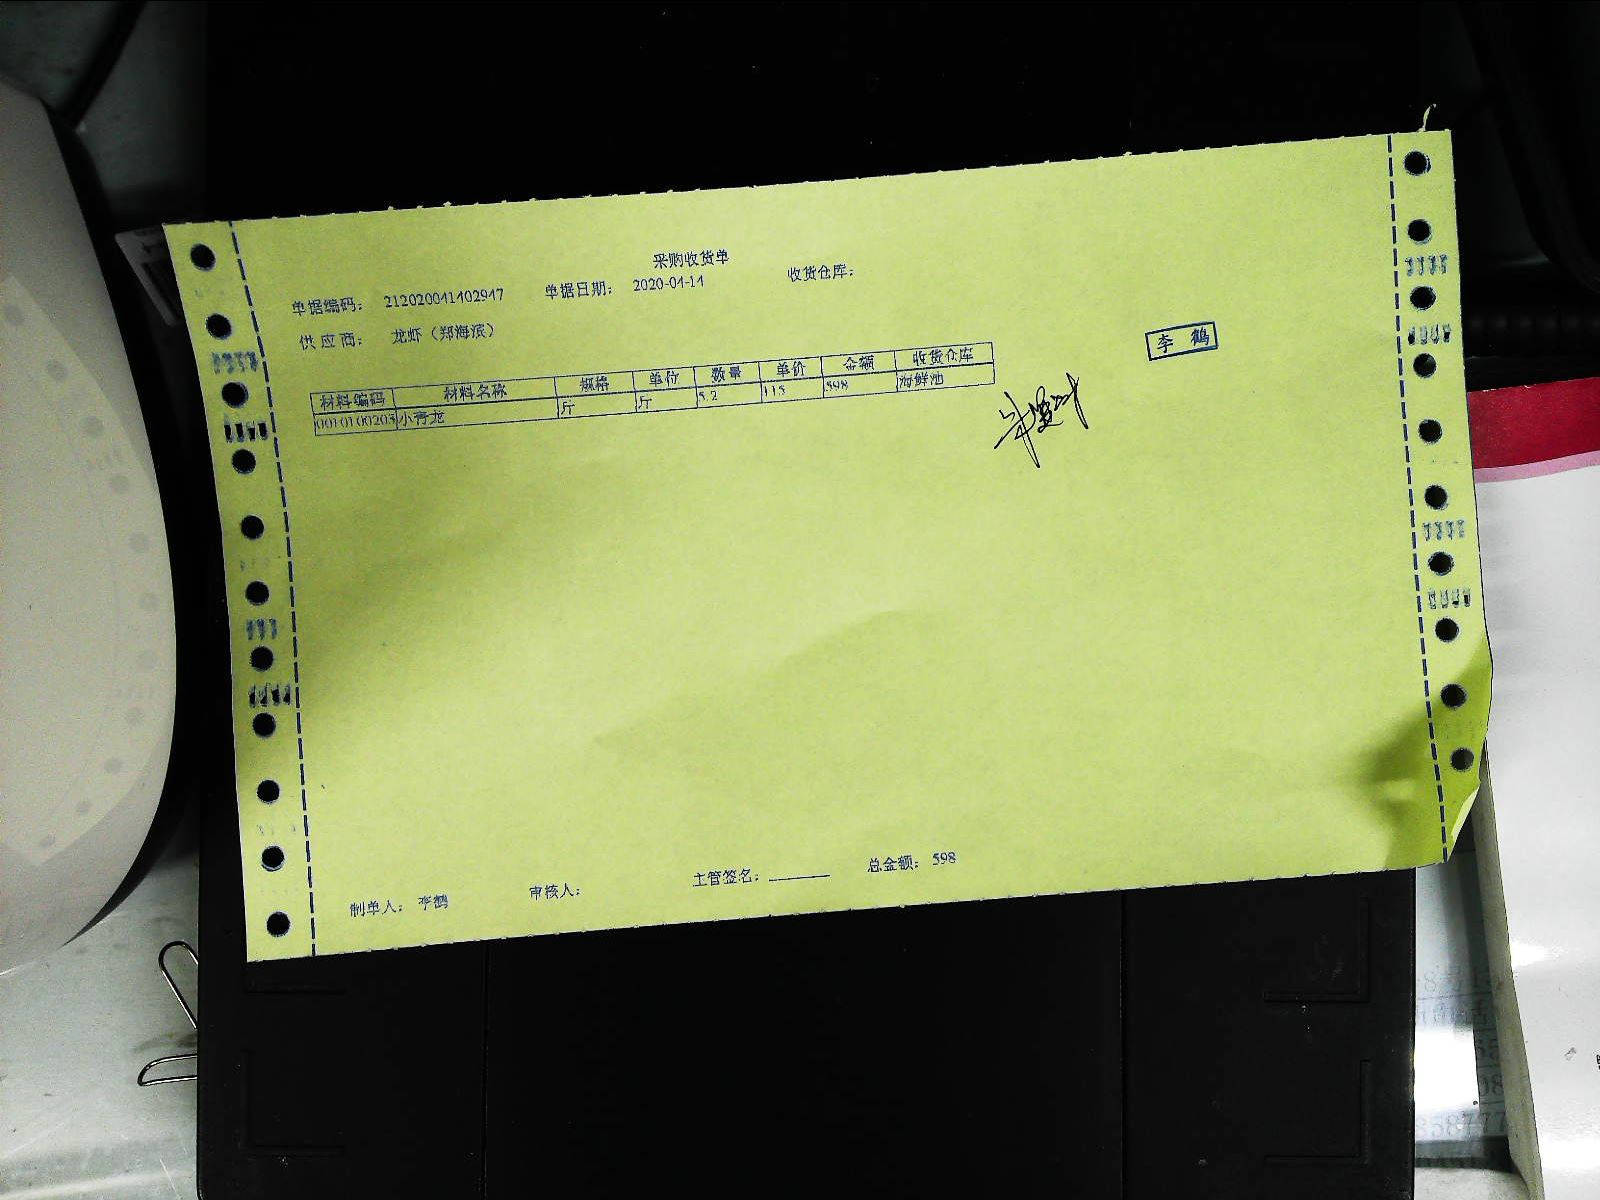 采购收货单
单据编码： 212020041402947 单据日期： 2020-04-14 收货仓库：
供 应 商： 龙虾（郑海滨）
李 鹤
材料编码 材料名称 规格 单位 数量 单价 金额 收货仓库
0010100203 小青龙 斤 斤 5.2 115 598 海鲜池
制单人： 李鹤 审核人： 主管签名： 总金额： 598